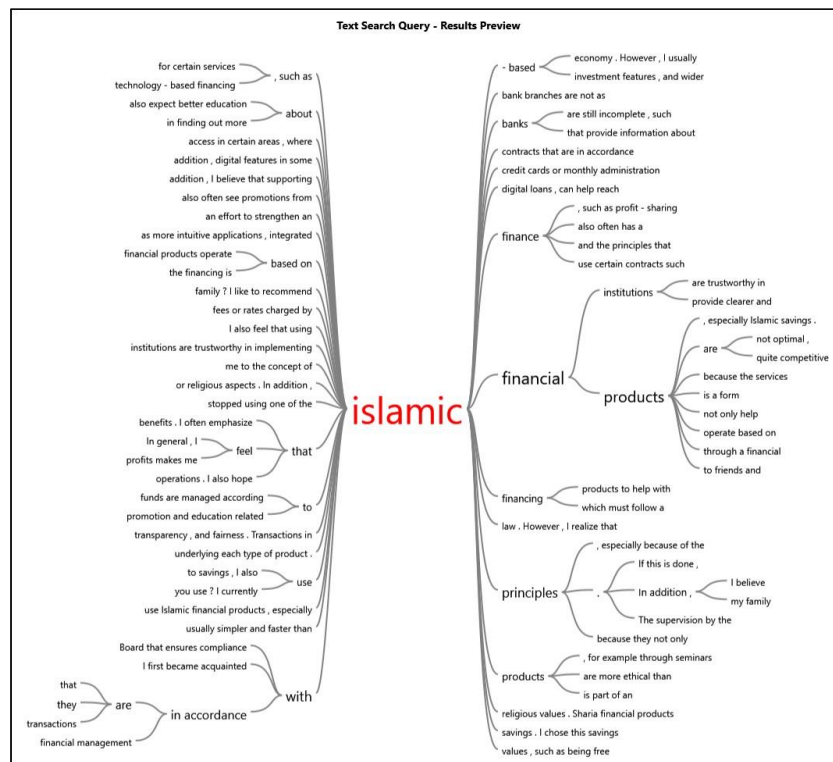 Text Search Query - Results Preview
for certain services
technology - based financing
, such as
also expect better education
in finding out more
about
access in certain areas , where
addition , digital features in some
addition , I believe that supporting
also often see promotions from
an effort to strengthen an
as more intuitive applications , integrated
financial products operate
the financing is
based on
family ? I like to recommend
fees or rates charged by
I also feel that using
institutions are trustworthy in implementing
me to the concept of
or religious aspects . In addition ,
stopped using one of the
benefits . I often emphasize
In general , I
profits makes me
feel
that
operations . I also hope
funds are managed according
promotion and education related
to
transparency , and fairness . Transactions in
underlying each type of product .
to savings , I also
you use ? I currently
use
use Islamic financial products , especially
usually simpler and faster than
Board that ensures compliance
I first became acquainted
with
that
they
transactions
are
in accordance
financial management
islamic
- based
economy . However , I usually
investment features , and wider
bank branches are not as
banks
are still incomplete , such
that provide information about
contracts that are in accordance
credit cards or monthly administration
digital loans , can help reach
finance
, such as profit - sharing
also often has a
and the principles that
use certain contracts such
financial
institutions
are trustworthy in
provide clearer and
products
, especially Islamic savings .
are
not optimal ,
quite competitive
because the services
is a form
not only help
operate based on
through a financial
to friends and
financing
products to help with
which must follow a
law . However , I realize that
principles
, especially because of the
.
If this is done ,
In addition ,
I believe
my family
The supervision by the
because they not only
products
, for example through seminars
are more ethical than
is part of an
religious values . Sharia financial products
savings . I chose this savings
values , such as being free